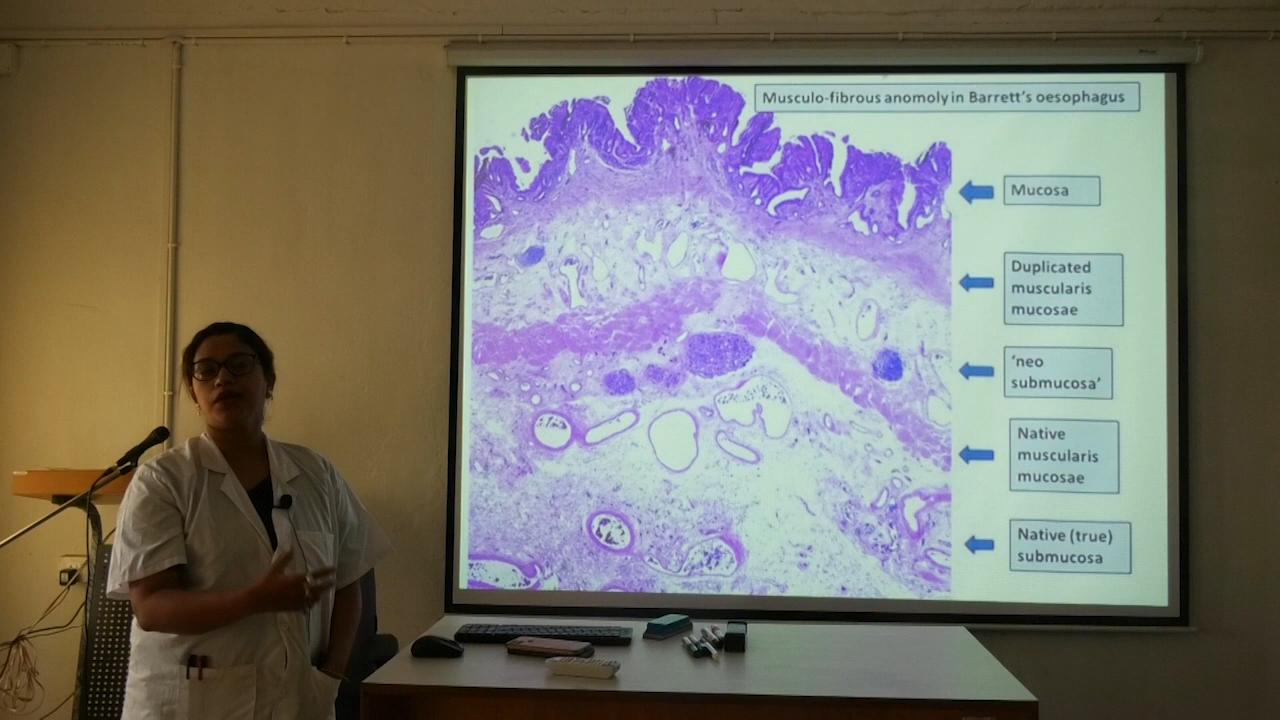 Musculo-fibrous anomoly in Barrett's oesophagus
Mucosa
Duplicated
muscularis
mucosae
'neo
submucosa'
Native
muscularis
mucosae
Native (true)
submucosa